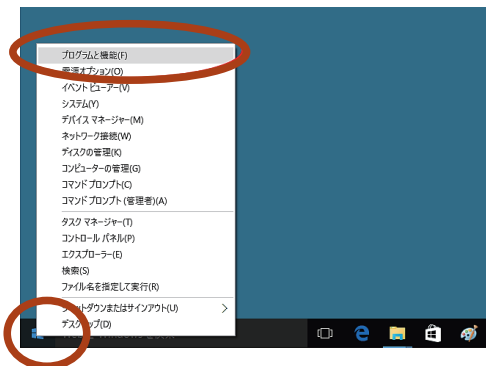 プログラムと機能(F)
電源オプション(O)
イベント ビューアー(V)
システム(Y)
デバイス マネージャー(M)
ネットワーク接続(W)
ディスクの管理(K)
コンピューターの管理(G)
コマンド プロンプト(C)
コマンド プロンプト (管理者)(A)
タスク マネージャー(T)
コントロール パネル(P)
エクスプローラー(E)
検索(S)
ファイル名を指定して実行(R)
シャットダウンまたはサインアウト(U)
デスクトップ(D)